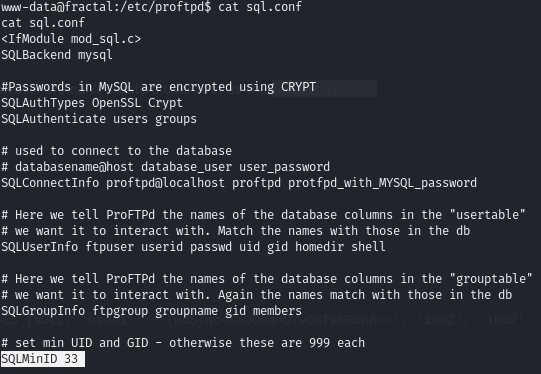 www-data@fractal:/etc/proftpd$ cat sql.conf
cat sql.conf
<IfModule mod_sql.c>
SQLBackend mysql
#Passwords in MySQL are encrypted using CRYPT
SQLAuthTypes OpenSSL Crypt
SQLAuthenticate users groups
# used to connect to the database
# databasename@host database_user user_password
SQLConnectInfo proftpd@localhost proftpd protfpd_with_MYSQL_password
# Here we tell ProFTPd the names of the database columns in the "usertable"
# we want it to interact with. Match the names with those in the db
SQLUserInfo ftpuser userid passwd uid gid homedir shell
# Here we tell ProFTPd the names of the database columns in the "grouptable"
# we want it to interact with. Again the names match with those in the db
SQLGroupInfo ftpgroup groupname gid members
# set min UID and GID - otherwise these are 999 each
SQLMinID 33